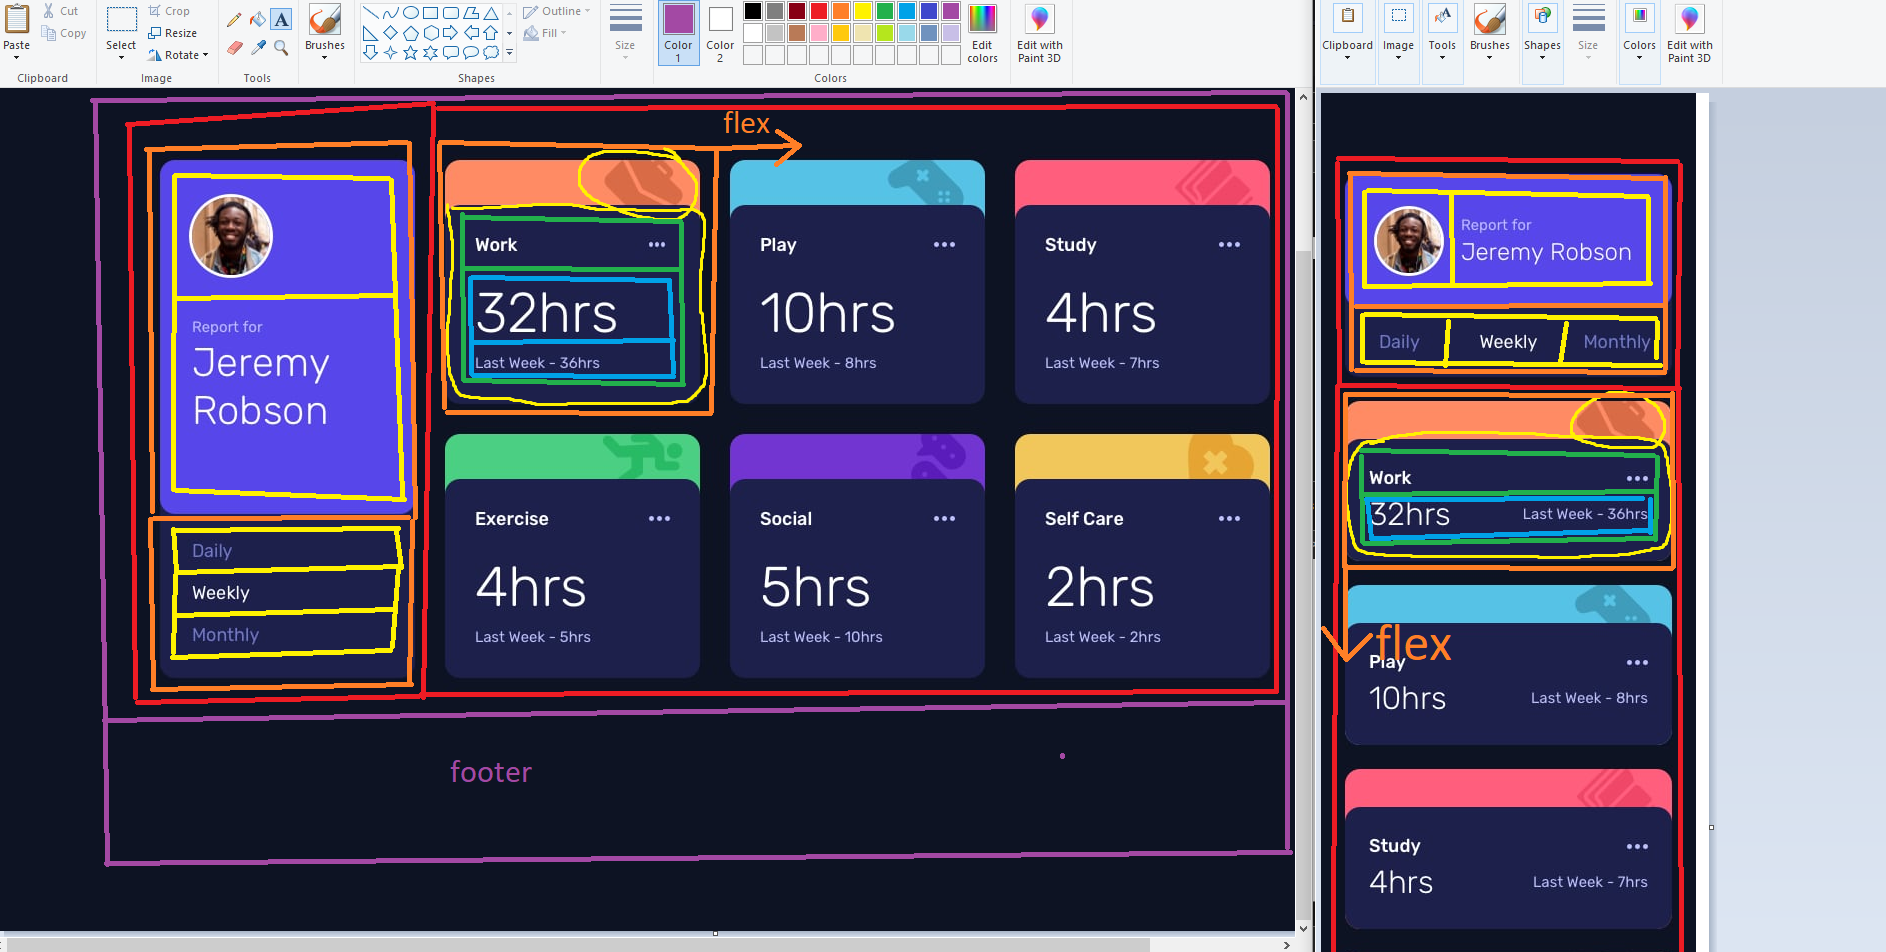 Paste
Clipboard
Cut
Copy
Select
Crop
Resize
Rotate
Image
Tools
Brushes
Shapes
Outline
Fill
Size
Color
1
Color
2
Edit
colors
Colors
Edit with
Paint 3D
Clipboard
Image
Tools
Brushes
Shapes
Size
Colors
Edit with
Paint 3D
flex
Report for
Jeremy
Robson
Daily
Weekly
Monthly
Work
32hrs
Last Week - 36hrs
Play
10hrs
Last Week - 8hrs
Study
4hrs
Last Week - 7hrs
Exercise
4hrs
Last Week - 5hrs
Social
5hrs
Last Week - 10hrs
Self Care
2hrs
Last Week - 2hrs
footer
Report for
Jeremy Robson
Daily
Weekly
Monthly
Work
32hrs
Last Week - 36hrs
flex
Play
10hrs
Last Week - 8hrs
Study
4hrs
Last Week - 7hrs